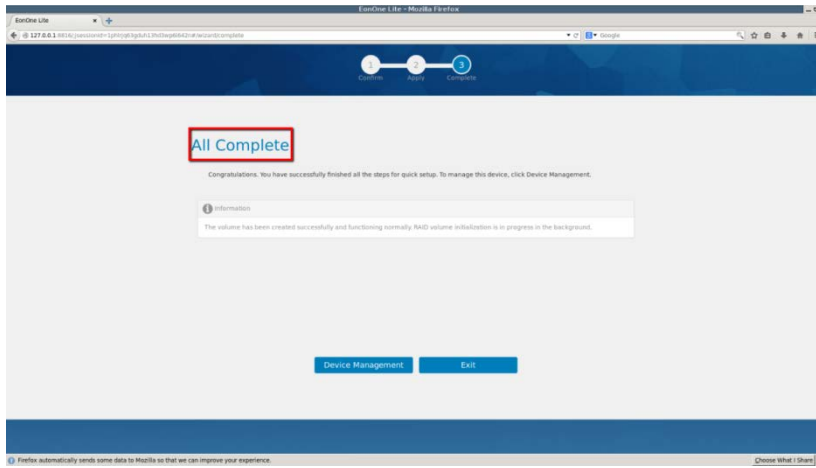 EonOne Lite - Mozilla Firefox
EonOne Lite
Google
1 2 3
Confirm Apply Complete
All Complete
Congratulations. You have successfully finished all the steps for quick setup. To manage this device, click Device Management.
Information
The volume has been created successfully and functioning normally. RAID volume initialization is in progress in the background.
Device Management Exit
Firefox automatically sends some data to Mozilla so that we can improve your experience.
Choose What I Share